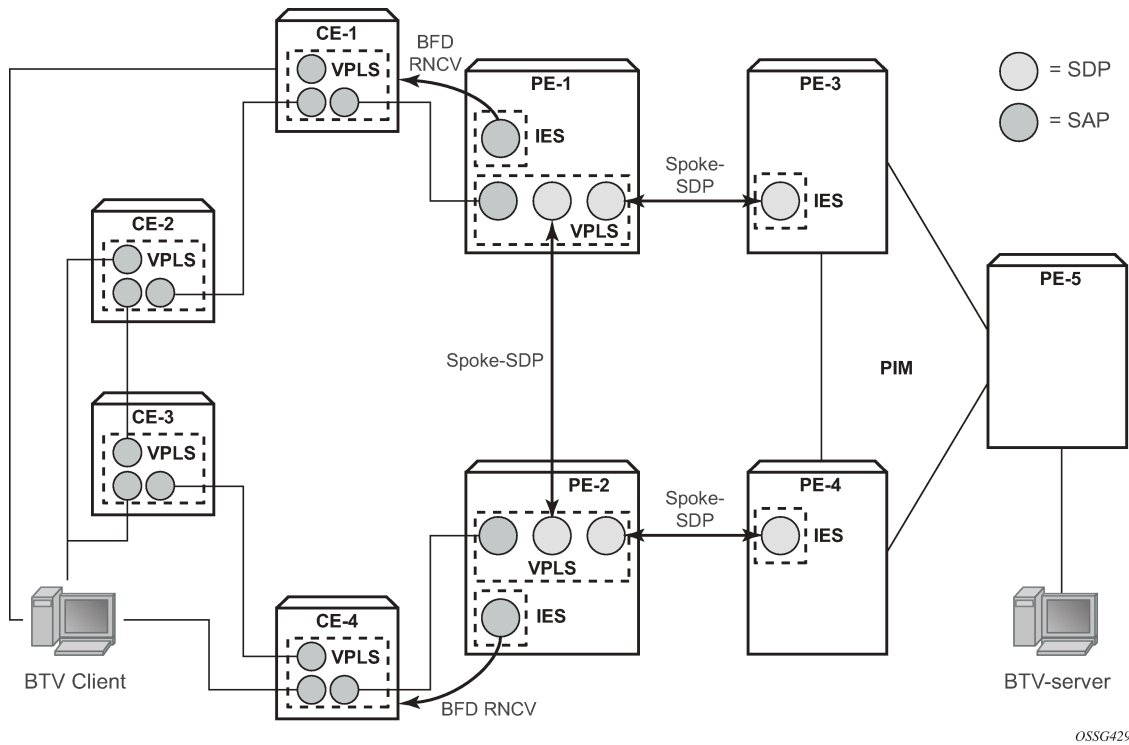 CE-1
VPLS
BFD
RNCV
PE-1
IES
VPLS
Spoke-
SDP
PE-3
IES
= SDP
= SAP
CE-2
VPLS
PE-5
Spoke-SDP
PIM
CE-3
VPLS
PE-2
VPLS
IES
Spoke-
SDP
PE-4
IES
CE-4
VPLS
BFD RNCV
BTV Client
BTV-server
OSSG429